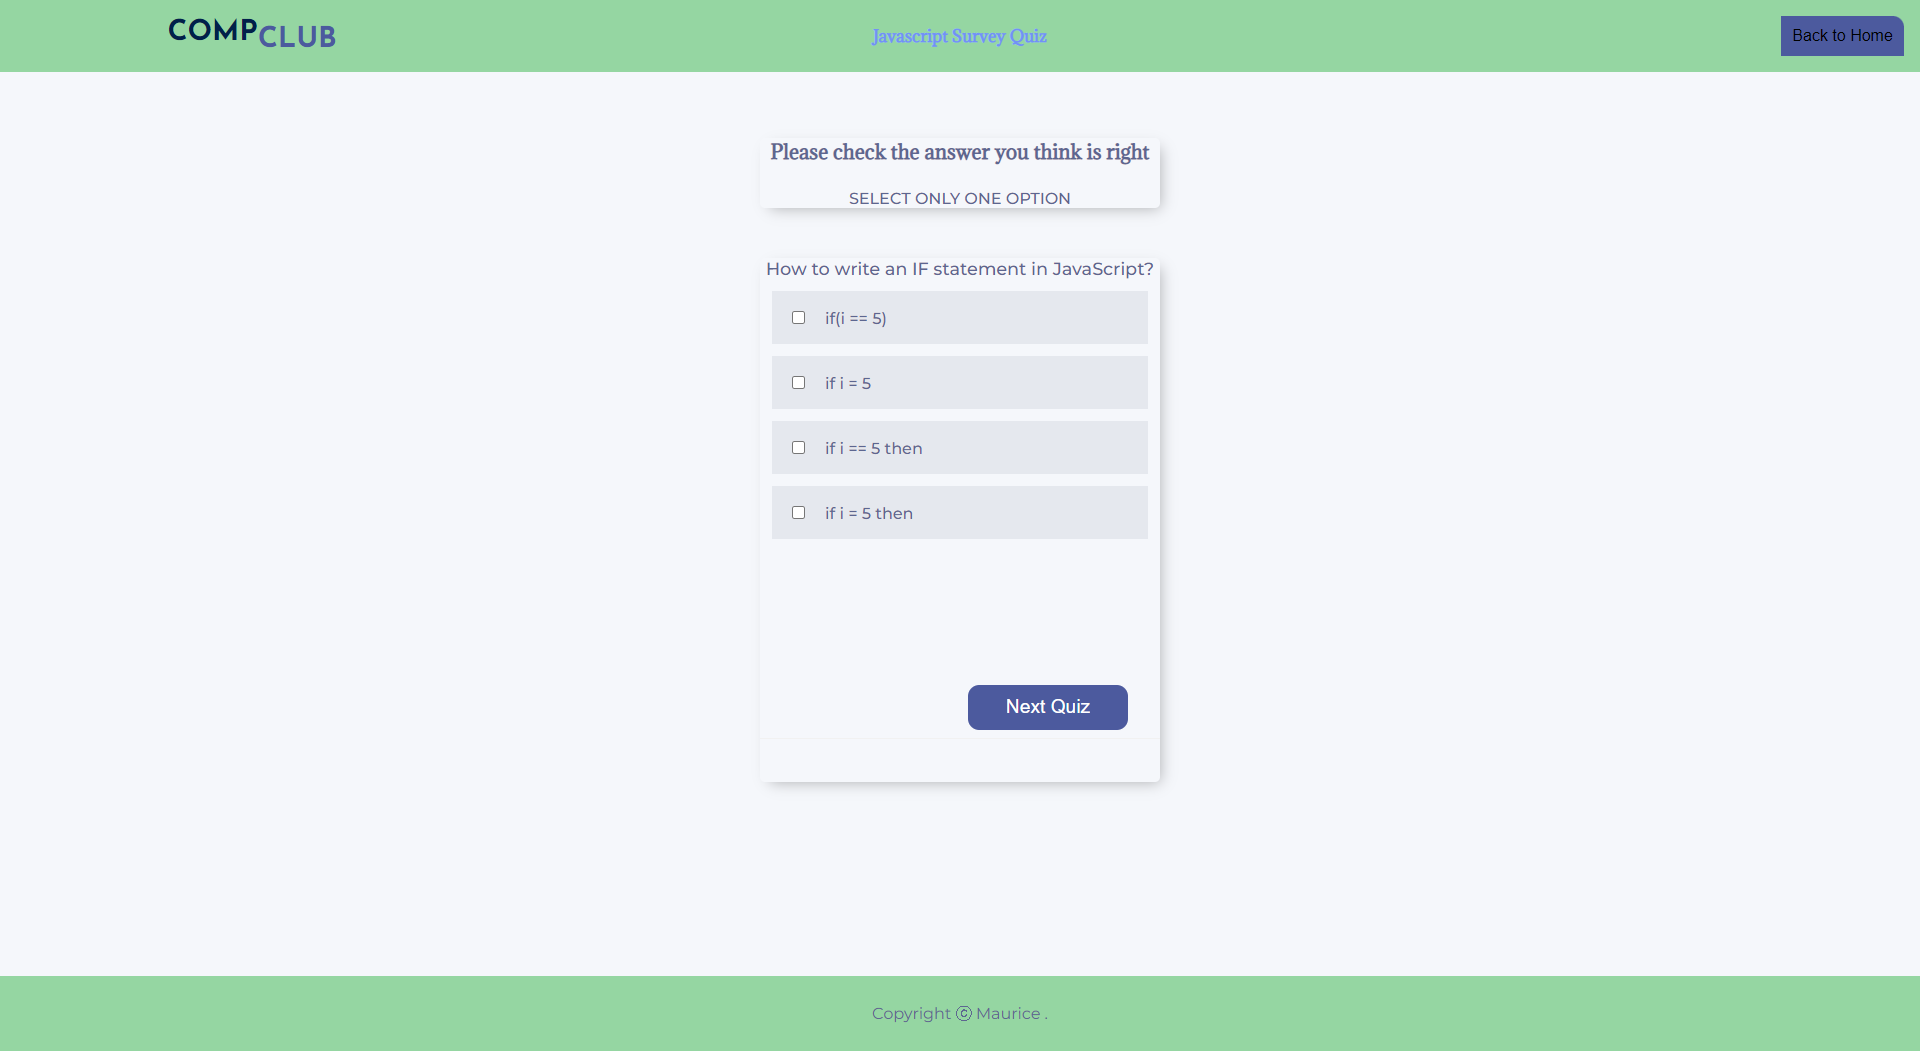 COMPCLUB
Javascript Survey Quiz
Back to Home
Please check the answer you think is right
SELECT ONLY ONE OPTION
How to write an IF statement in JavaScript?
if(i == 5)
if i = 5
if i == 5 then
if i = 5 then
Next Quiz
Copyright ⓒ Maurice .